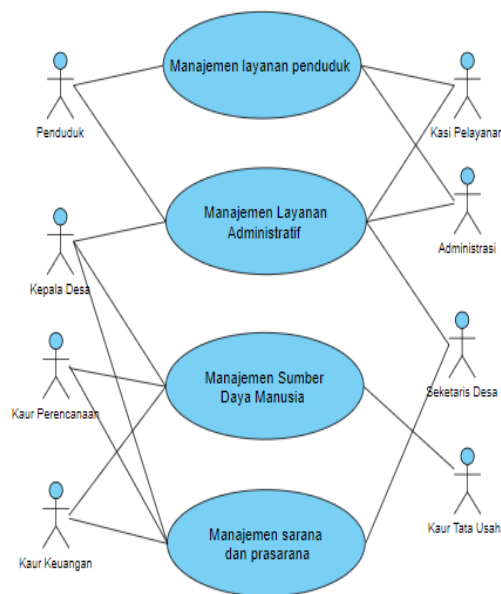 Manajemen layanan penduduk
Penduduk
Kasi Pelayanan
Manajemen Layanan
Administratif
Administrasi
Kepala Desa
Manajemen Sumber
Daya Manusia
Kaur Perencanaan
Seketaris Desa
Manajemen sarana
dan prasarana
Kaur Keuangan
Kaur Tata Usah